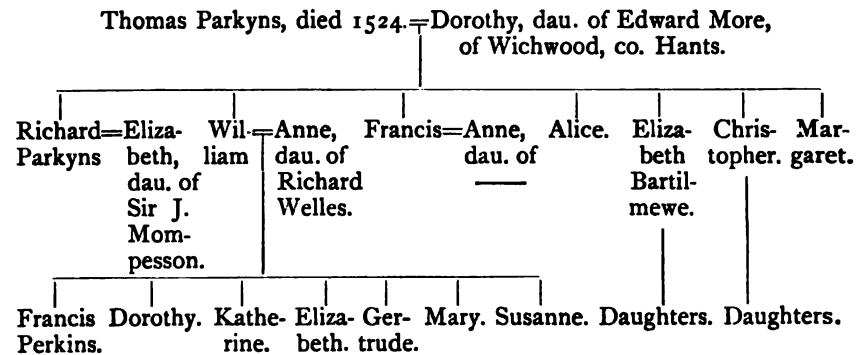 Thomas Parkyns, died 1524.=Dorothy, dau. of Edward More,
of Wichwood, co. Hants.
Richard=Eliza- Wil-=Anne, Francis=Anne, Alice. Eliza- Chris- Mar-
Parkyns beth, liam dau. of dau. of beth topher. garet.
dau. of Richard —— Bartil-
Sir J. Welles. mewe.
Mom-
pesson.
Francis Dorothy. Kathe- Eliza- Ger- Mary. Susanne. Daughters. Daughters.
Perkins. rine. beth. trude.